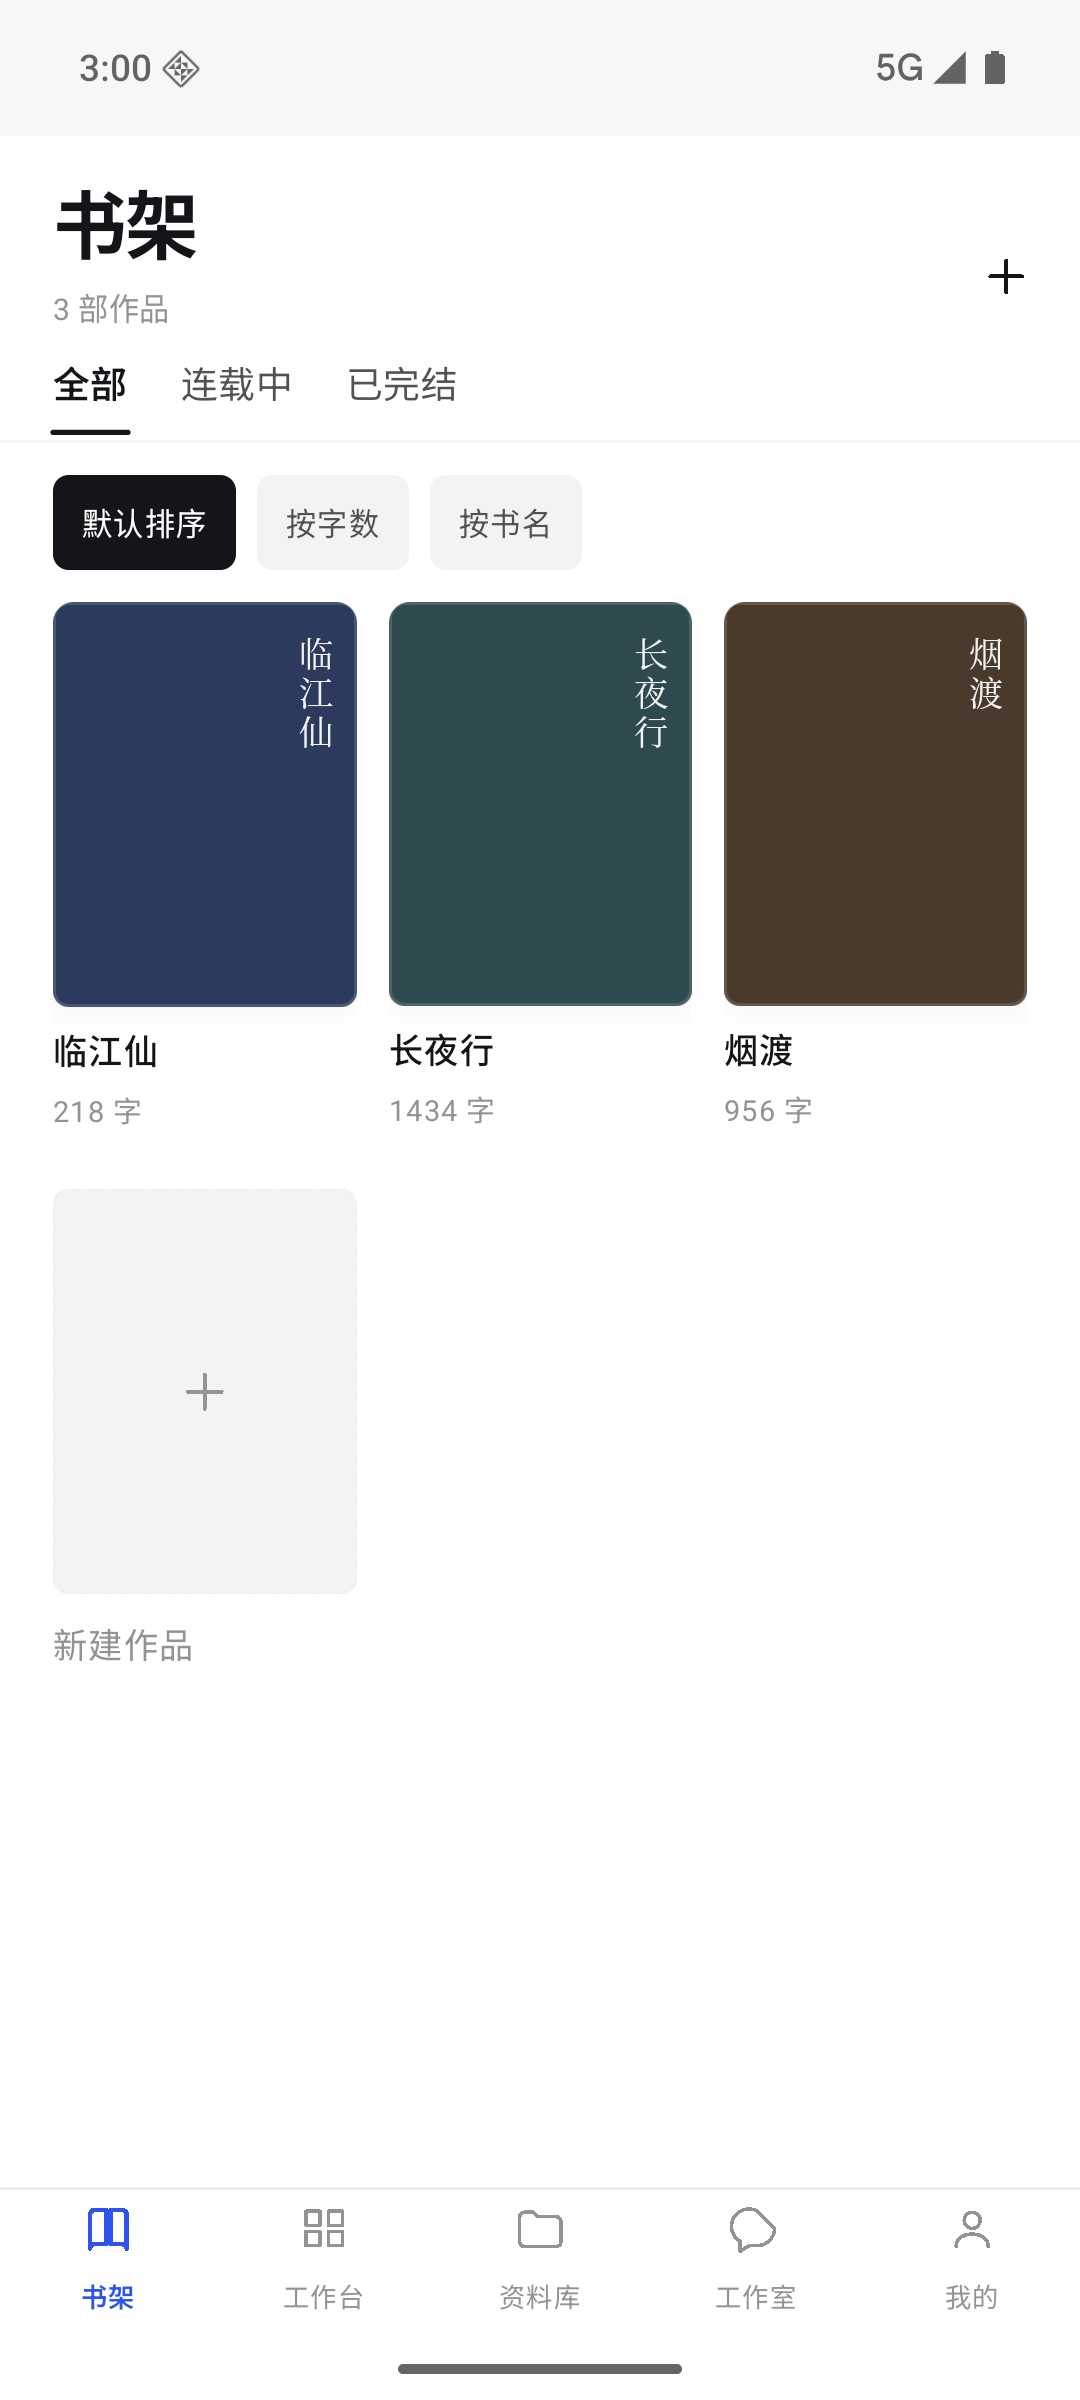 3:00
5G
书架
3 部作品
全部
连载中
已完结
默认排序
按字数
按书名
临江仙
长夜行
烟渡
临江仙
长夜行
烟渡
218 字
1434 字
956 字
新建作品
书架
工作台
资料库
工作室
我的